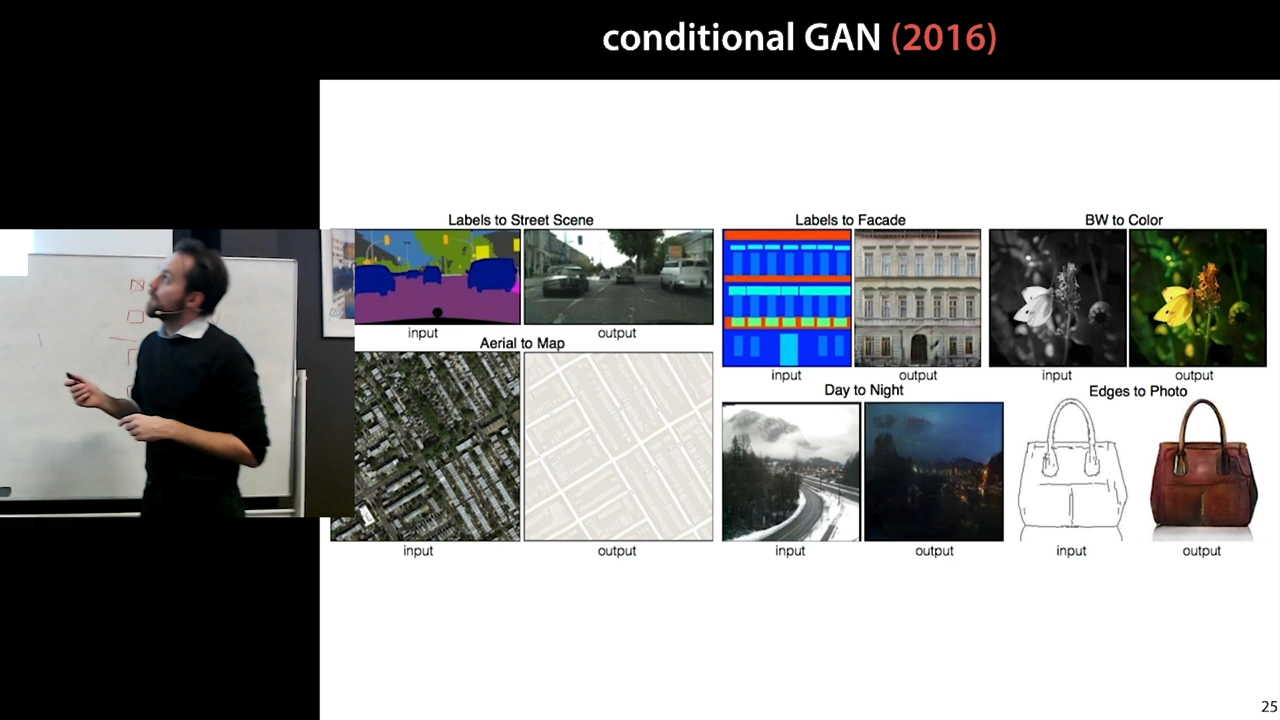 conditional GAN (2016)
Labels to Street Scene
input
output
Aerial to Map
input
output
Labels to Facade
input
output
BW to Color
input
output
Day to Night
input
output
Edges to Photo
input
output
25